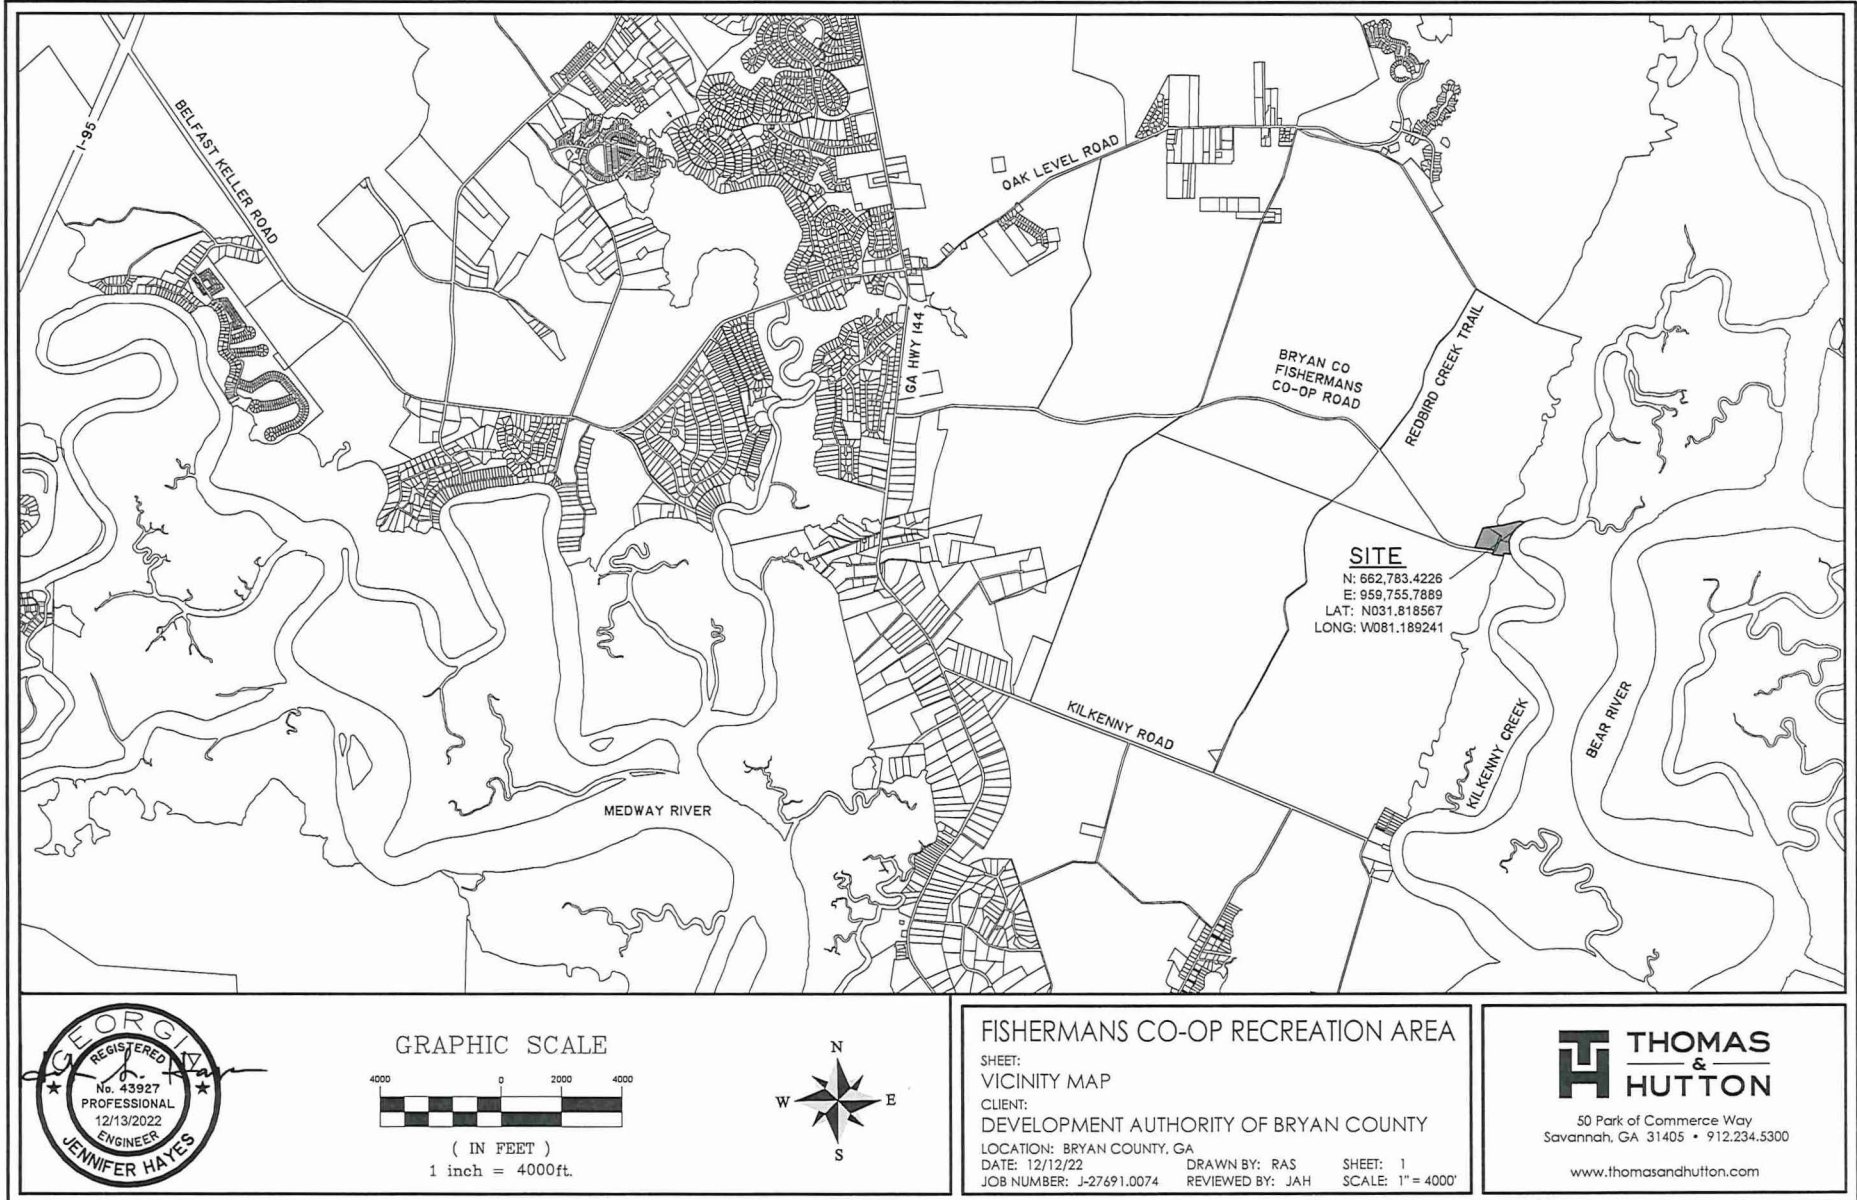 I-95
BELFAST KELLER ROAD
OAK LEVEL ROAD
GA HWY 144
BRYAN CO
FISHERMANS
CO-OP ROAD
REDBIRD CREEK TRAIL
SITE
N: 662,783.4226
E: 959,755.7889
LAT: N031.818567
LONG: W081.189241
KILKENNY ROAD
KILKENNY CREEK
BEAR RIVER
MEDWAY RIVER
GEORGIA
REGISTERED
No. 43927
PROFESSIONAL
12/13/2022
ENGINEER
JENNIFER HAYES
GRAPHIC SCALE
4000 0 2000 4000
( IN FEET )
1 inch = 4000ft.
N
W E
S
FISHERMANS CO-OP RECREATION AREA
SHEET:
VICINITY MAP
CLIENT:
DEVELOPMENT AUTHORITY OF BRYAN COUNTY
LOCATION: BRYAN COUNTY, GA
DATE: 12/12/22 DRAWN BY: RAS SHEET: 1
JOB NUMBER: J-27691.0074 REVIEWED BY: JAH SCALE: 1" = 4000'
TH
THOMAS
&
HUTTON
50 Park of Commerce Way
Savannah, GA 31405 • 912.234.5300
www.thomasandhutton.com